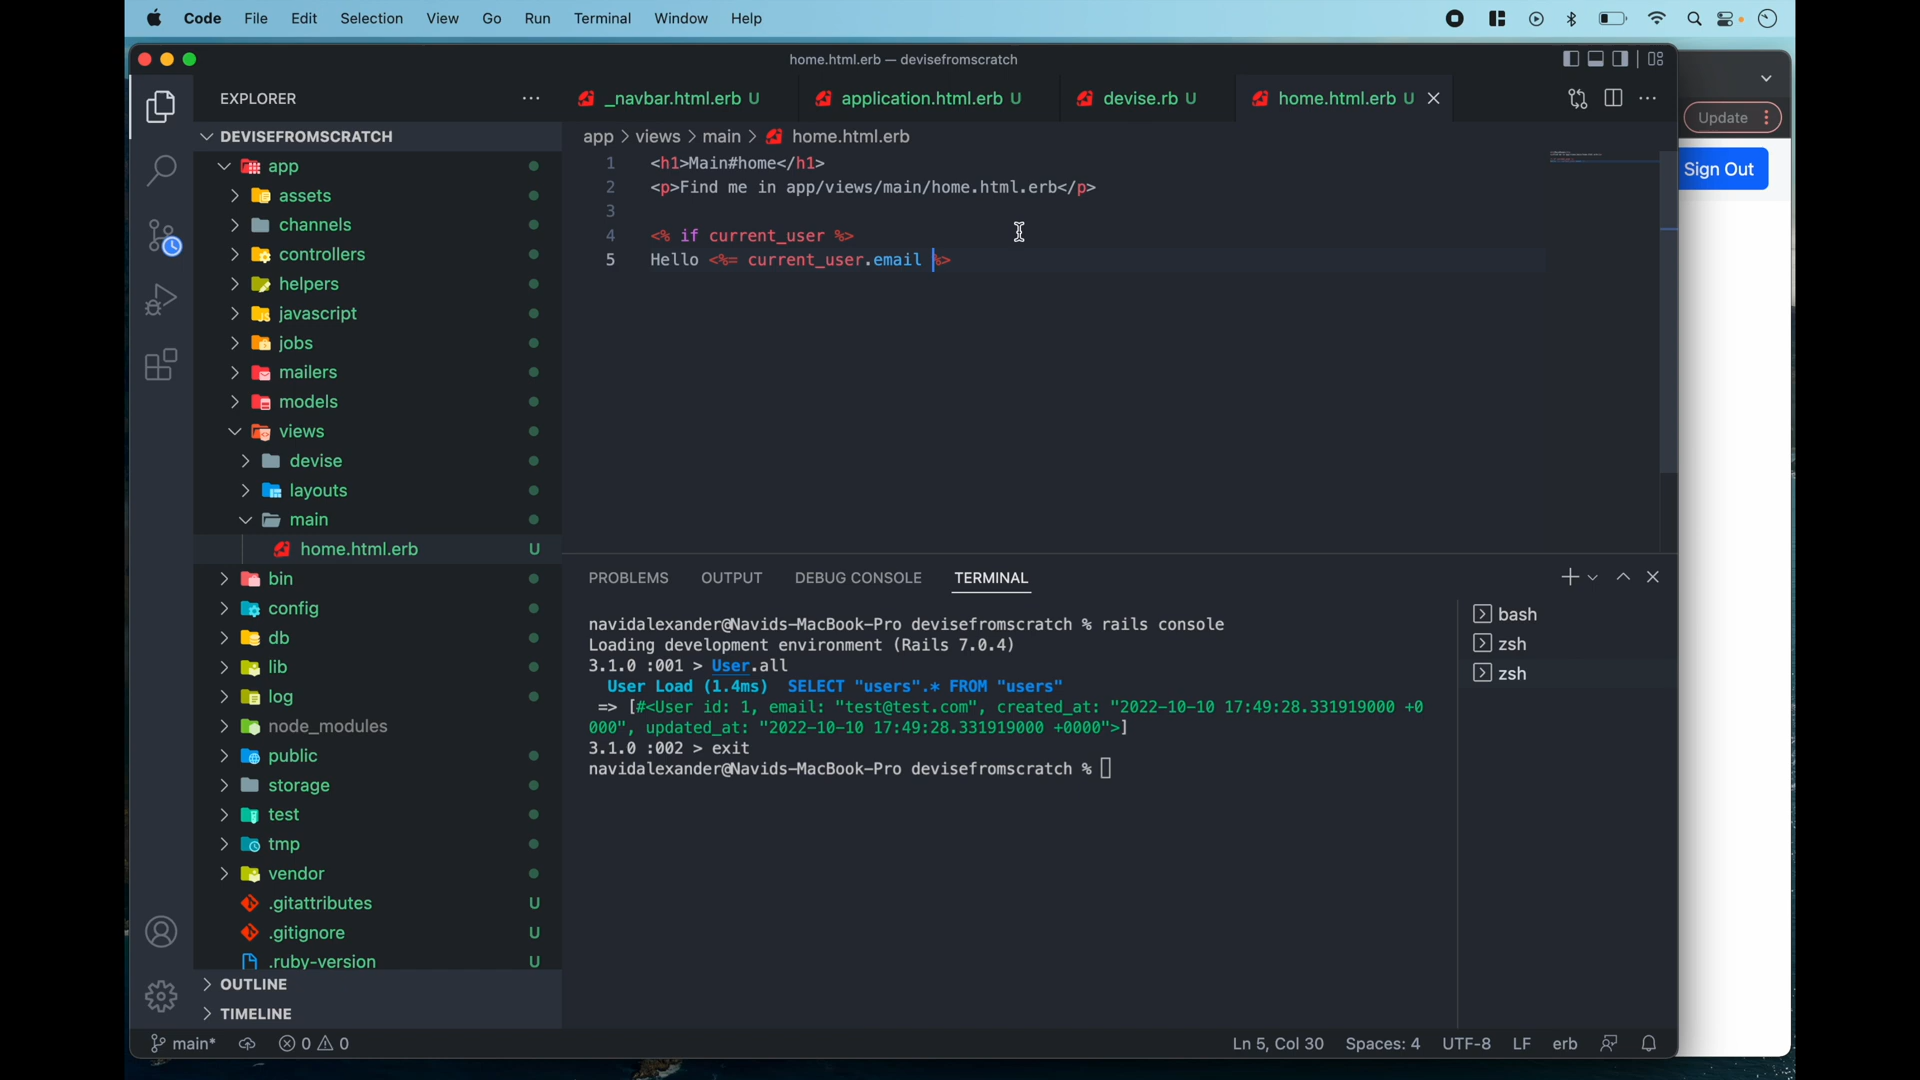 Code File Edit Selection View Go Run Terminal Window Help
home.html.erb — devisefromscratch
EXPLORER
_navbar.html.erb U
application.html.erb U
devise.rb U
home.html.erb U
Update
Sign Out
DEVISEFROMSCRATCH
app
assets
channels
controllers
helpers
javascript
jobs
mailers
models
views
devise
layouts
main
home.html.erb U
bin
config
db
lib
log
node_modules
public
storage
test
tmp
vendor
.gitattributes U
.gitignore U
.ruby-version U
OUTLINE
TIMELINE
app > views > main > home.html.erb
1 <h1>Main#home</h1>
2 <p>Find me in app/views/main/home.html.erb</p>
3
4 <% if current_user %>
5 Hello <%= current_user.email %>
PROBLEMS OUTPUT DEBUG CONSOLE TERMINAL
navidalexander@Navids-MacBook-Pro devisefromscratch % rails console
Loading development environment (Rails 7.0.4)
3.1.0 :001 > User.all
User Load (1.4ms) SELECT "users".* FROM "users"
=> [#<User id: 1, email: "test@test.com", created_at: "2022-10-10 17:49:28.331919000 +0
000", updated_at: "2022-10-10 17:49:28.331919000 +0000">]
3.1.0 :002 > exit
navidalexander@Navids-MacBook-Pro devisefromscratch %
bash
zsh
zsh
main* 0 0 Ln 5, Col 30 Spaces: 4 UTF-8 LF erb